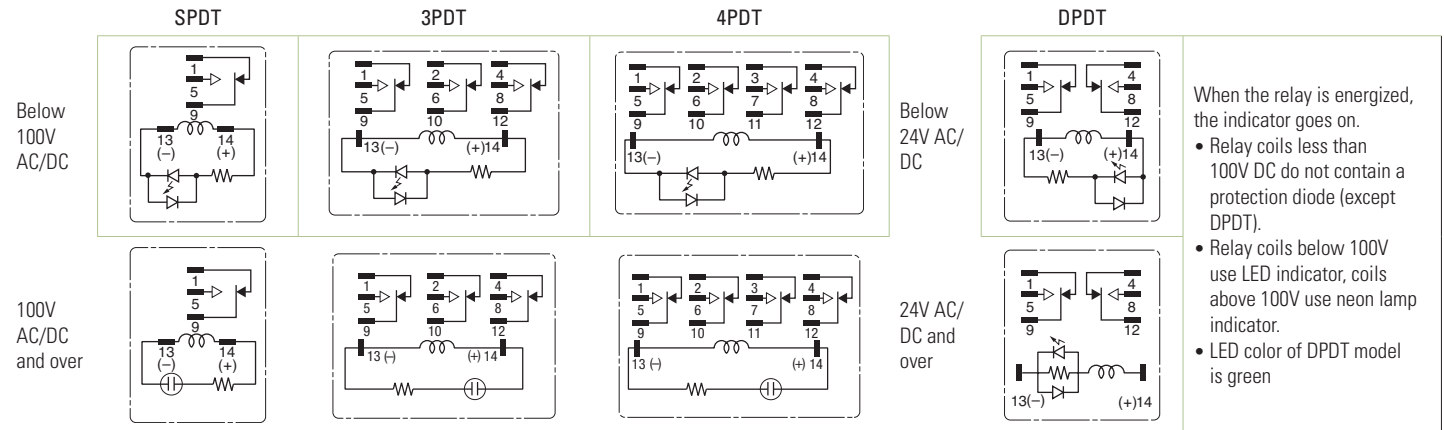 SPDT 3PDT 4PDT DPDT
Below
100V
AC/DC
1
5
9
13 14
(–) (+)
1 2 4
5 6 8
9 10 12
13(–) (+)14
1 2 3 4
5 6 7 8
9 10 11 12
13(–) (+)14
Below
24V AC/
DC
1 4
5 8
9 12
13(–) (+)14
When the relay is energized,
the indicator goes on.
• Relay coils less than
100V DC do not contain a
protection diode (except
DPDT).
• Relay coils below 100V
use LED indicator, coils
above 100V use neon lamp
indicator.
• LED color of DPDT model
is green
100V
AC/DC
and over
1
5
9
13 14
(–) (+)
1 2 4
5 6 8
9 10 12
13 (–) (+) 14
1 2 3 4
5 6 7 8
9 10 11 12
13 (–) (+) 14
24V AC/
DC and
over
1 4
5 8
9 12
13(–) (+)14